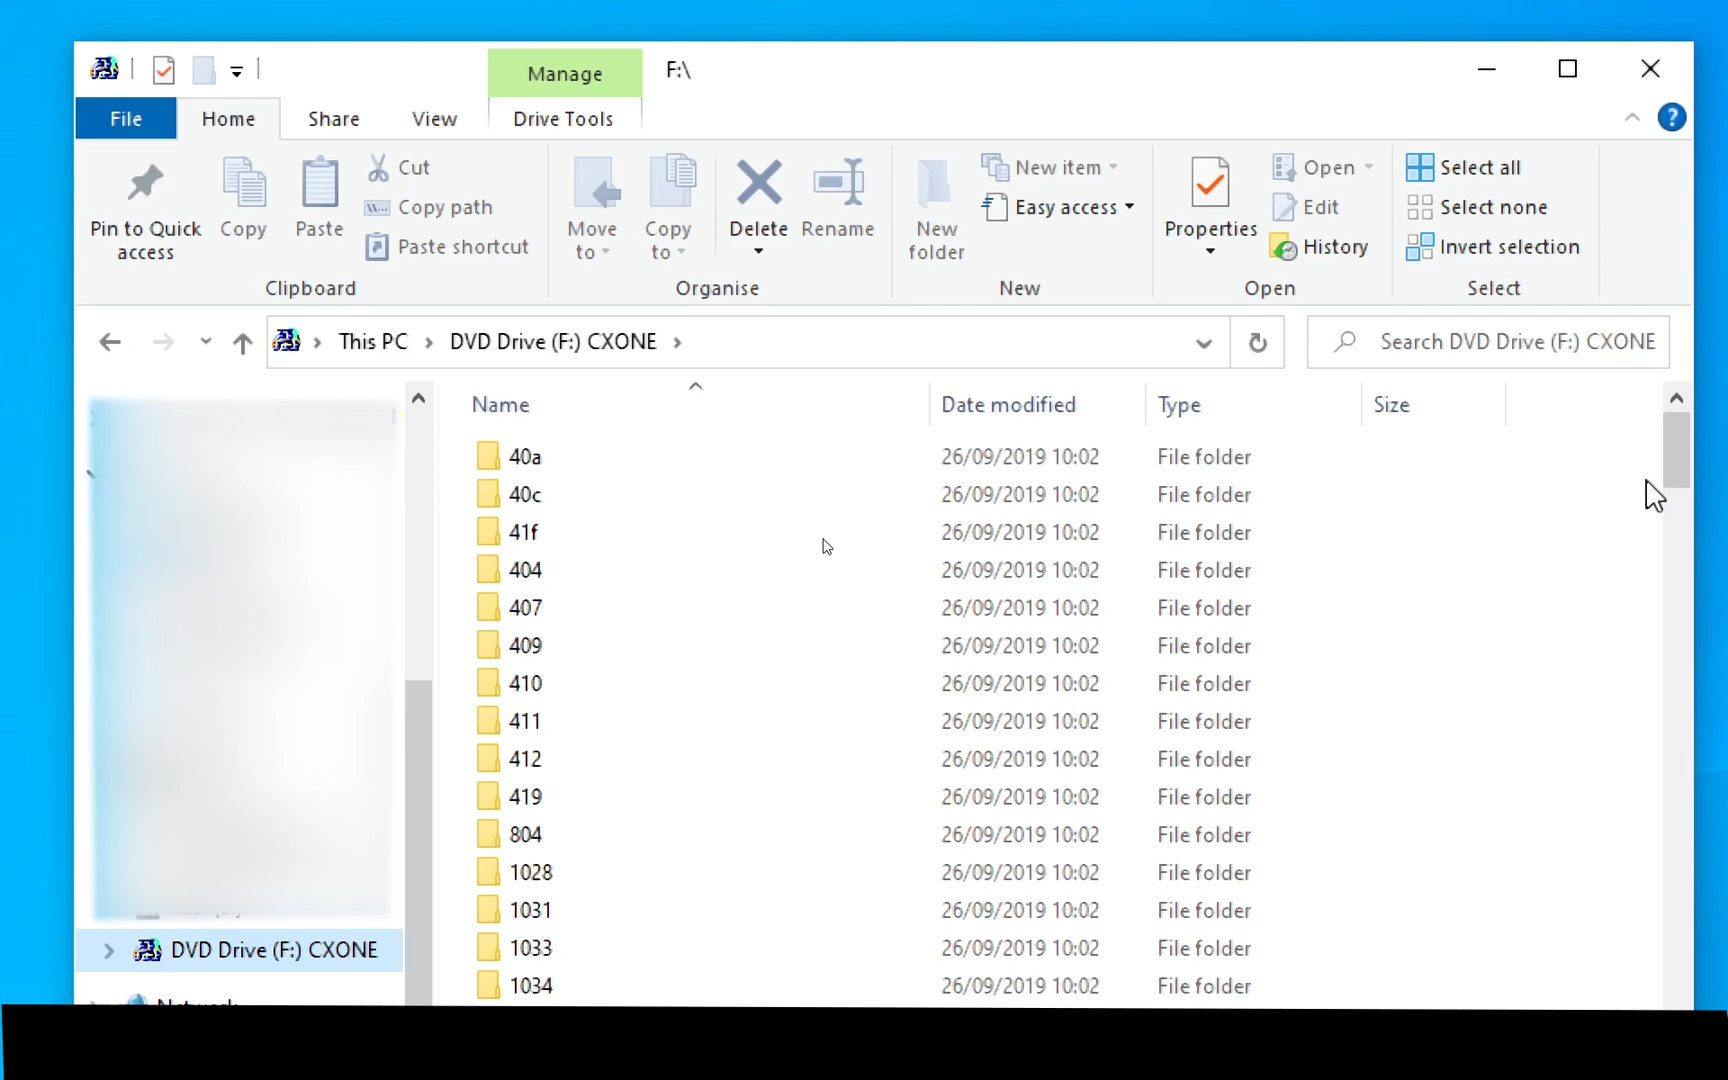 Manage F:\
File Home Share View Drive Tools
Pin to Quick access
Copy
Paste
Cut
Copy path
Paste shortcut
Clipboard
Move to
Copy to
Delete
Rename
Organise
New folder
New item
Easy access
New
Properties
Open
Edit
History
Open
Select all
Select none
Invert selection
Select
This PC DVD Drive (F:) CXONE
Search DVD Drive (F:) CXONE
Name Date modified Type Size
40a 26/09/2019 10:02 File folder
40c 26/09/2019 10:02 File folder
41f 26/09/2019 10:02 File folder
404 26/09/2019 10:02 File folder
407 26/09/2019 10:02 File folder
409 26/09/2019 10:02 File folder
410 26/09/2019 10:02 File folder
411 26/09/2019 10:02 File folder
412 26/09/2019 10:02 File folder
419 26/09/2019 10:02 File folder
804 26/09/2019 10:02 File folder
1028 26/09/2019 10:02 File folder
1031 26/09/2019 10:02 File folder
1033 26/09/2019 10:02 File folder
1034 26/09/2019 10:02 File folder
DVD Drive (F:) CXONE
Network